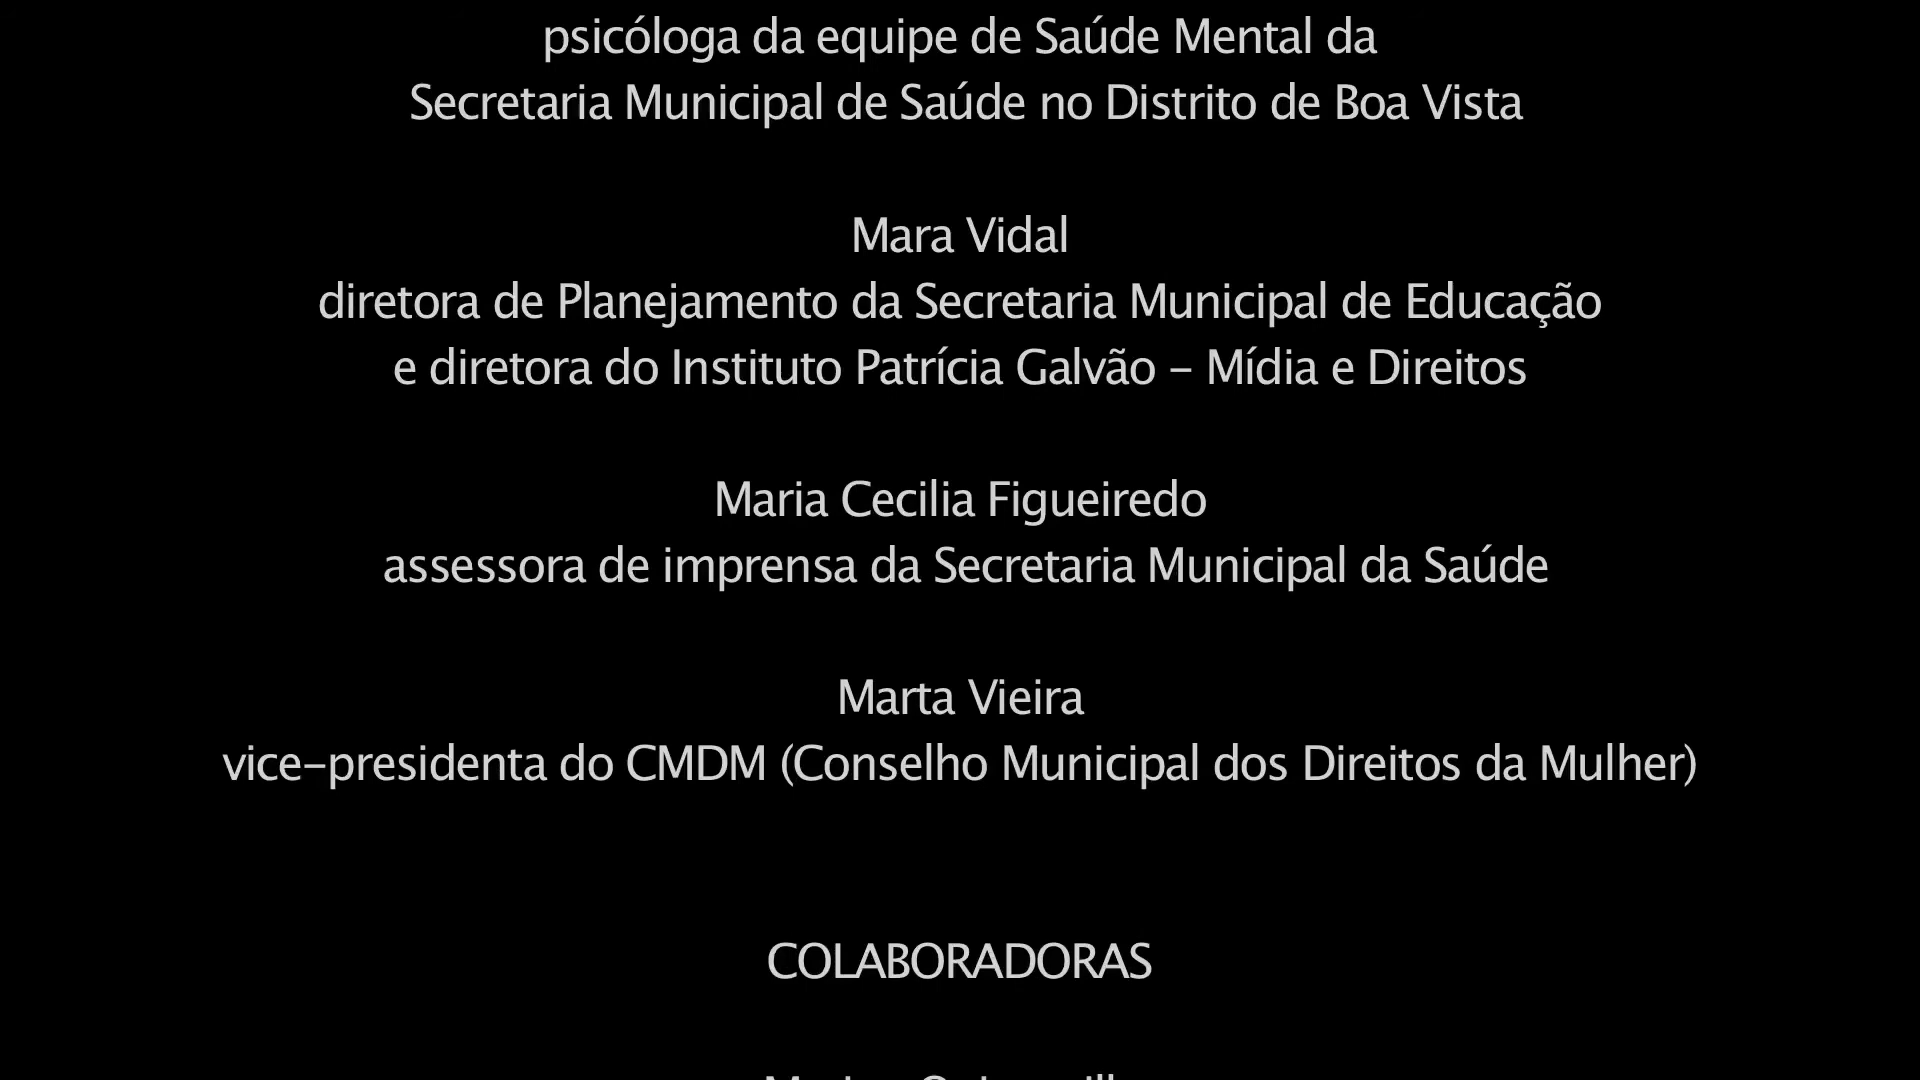 psicóloga da equipe de Saúde Mental da
Secretaria Municipal de Saúde no Distrito de Boa Vista
Mara Vidal
diretora de Planejamento da Secretaria Municipal de Educação
e diretora do Instituto Patrícia Galvão – Mídia e Direitos
Maria Cecilia Figueiredo
assessora de imprensa da Secretaria Municipal da Saúde
Marta Vieira
vice–presidenta do CMDM (Conselho Municipal dos Direitos da Mulher)
COLABORADORAS